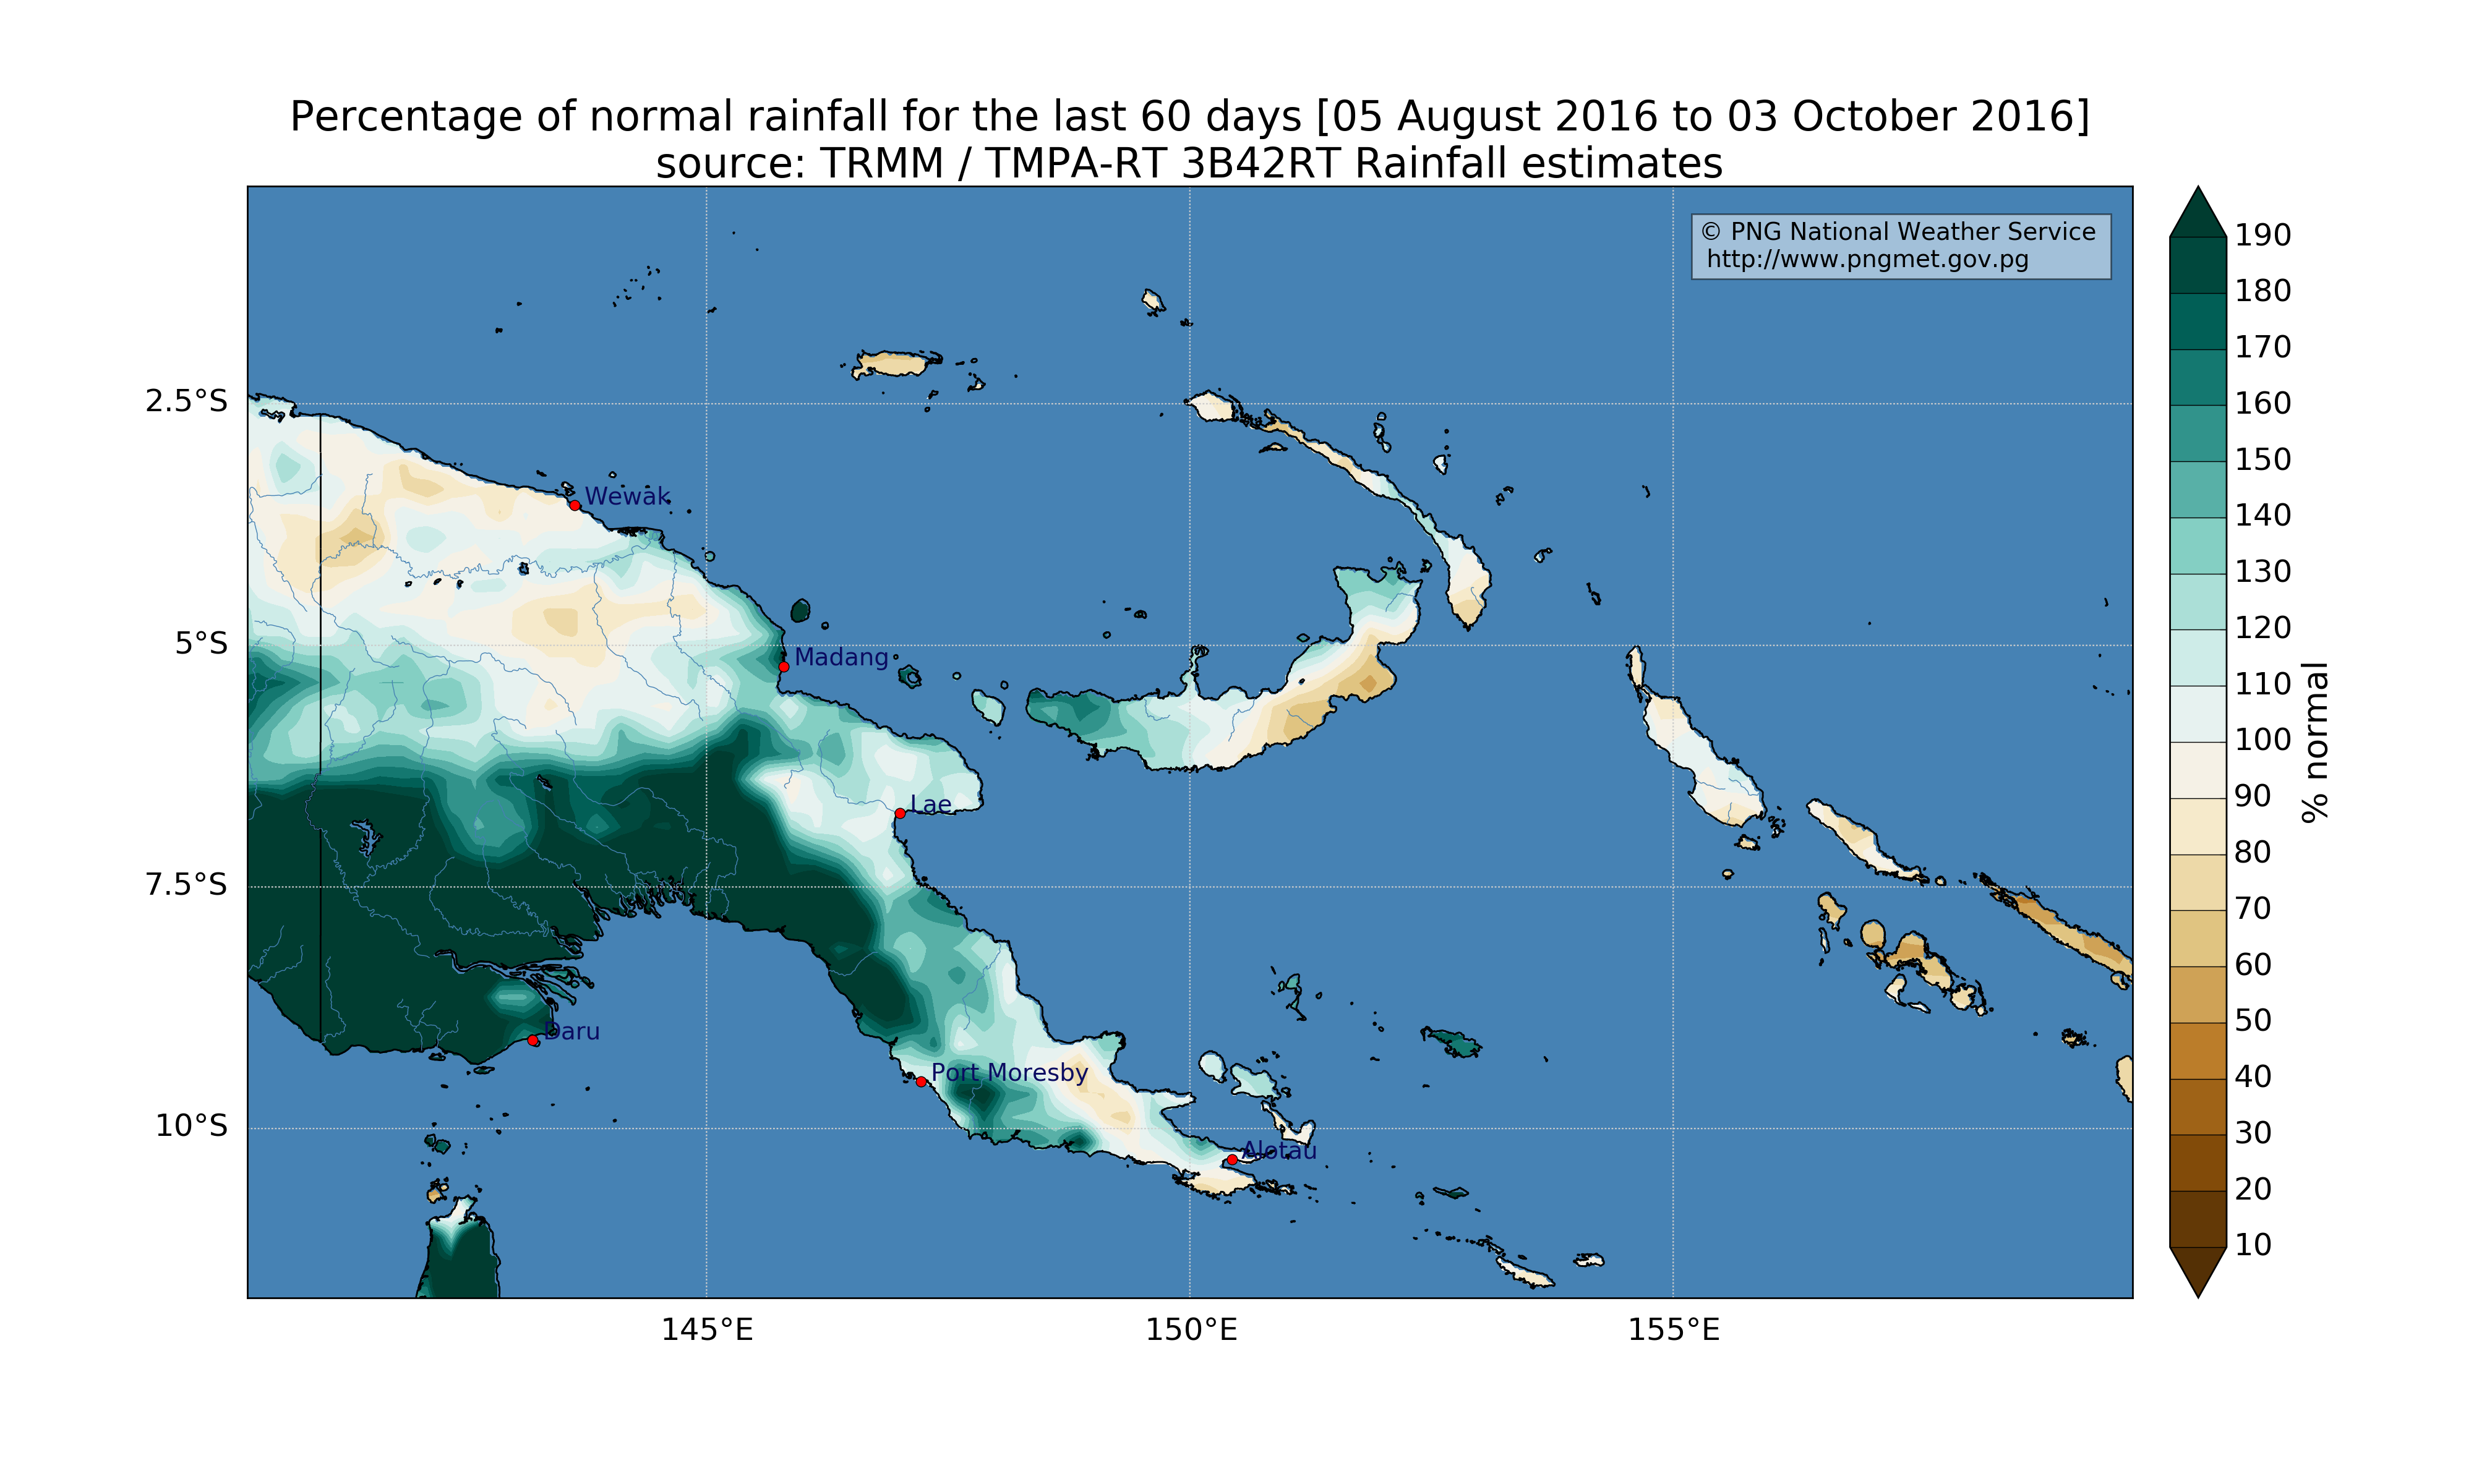 Percentage of normal rainfall for the last 60 days [05 August 2016 to 03 October 2016]
source: TRMM / TMPA-RT 3B42RT Rainfall estimates
© PNG National Weather Service
http://www.pngmet.gov.pg
2.5°S
5°S
7.5°S
10°S
Wewak
Madang
Lae
Daru
Port Moresby
Alotau
145°E
150°E
155°E
190
180
170
160
150
140
130
120
110
100
90
80
70
60
50
40
30
20
10
% normal